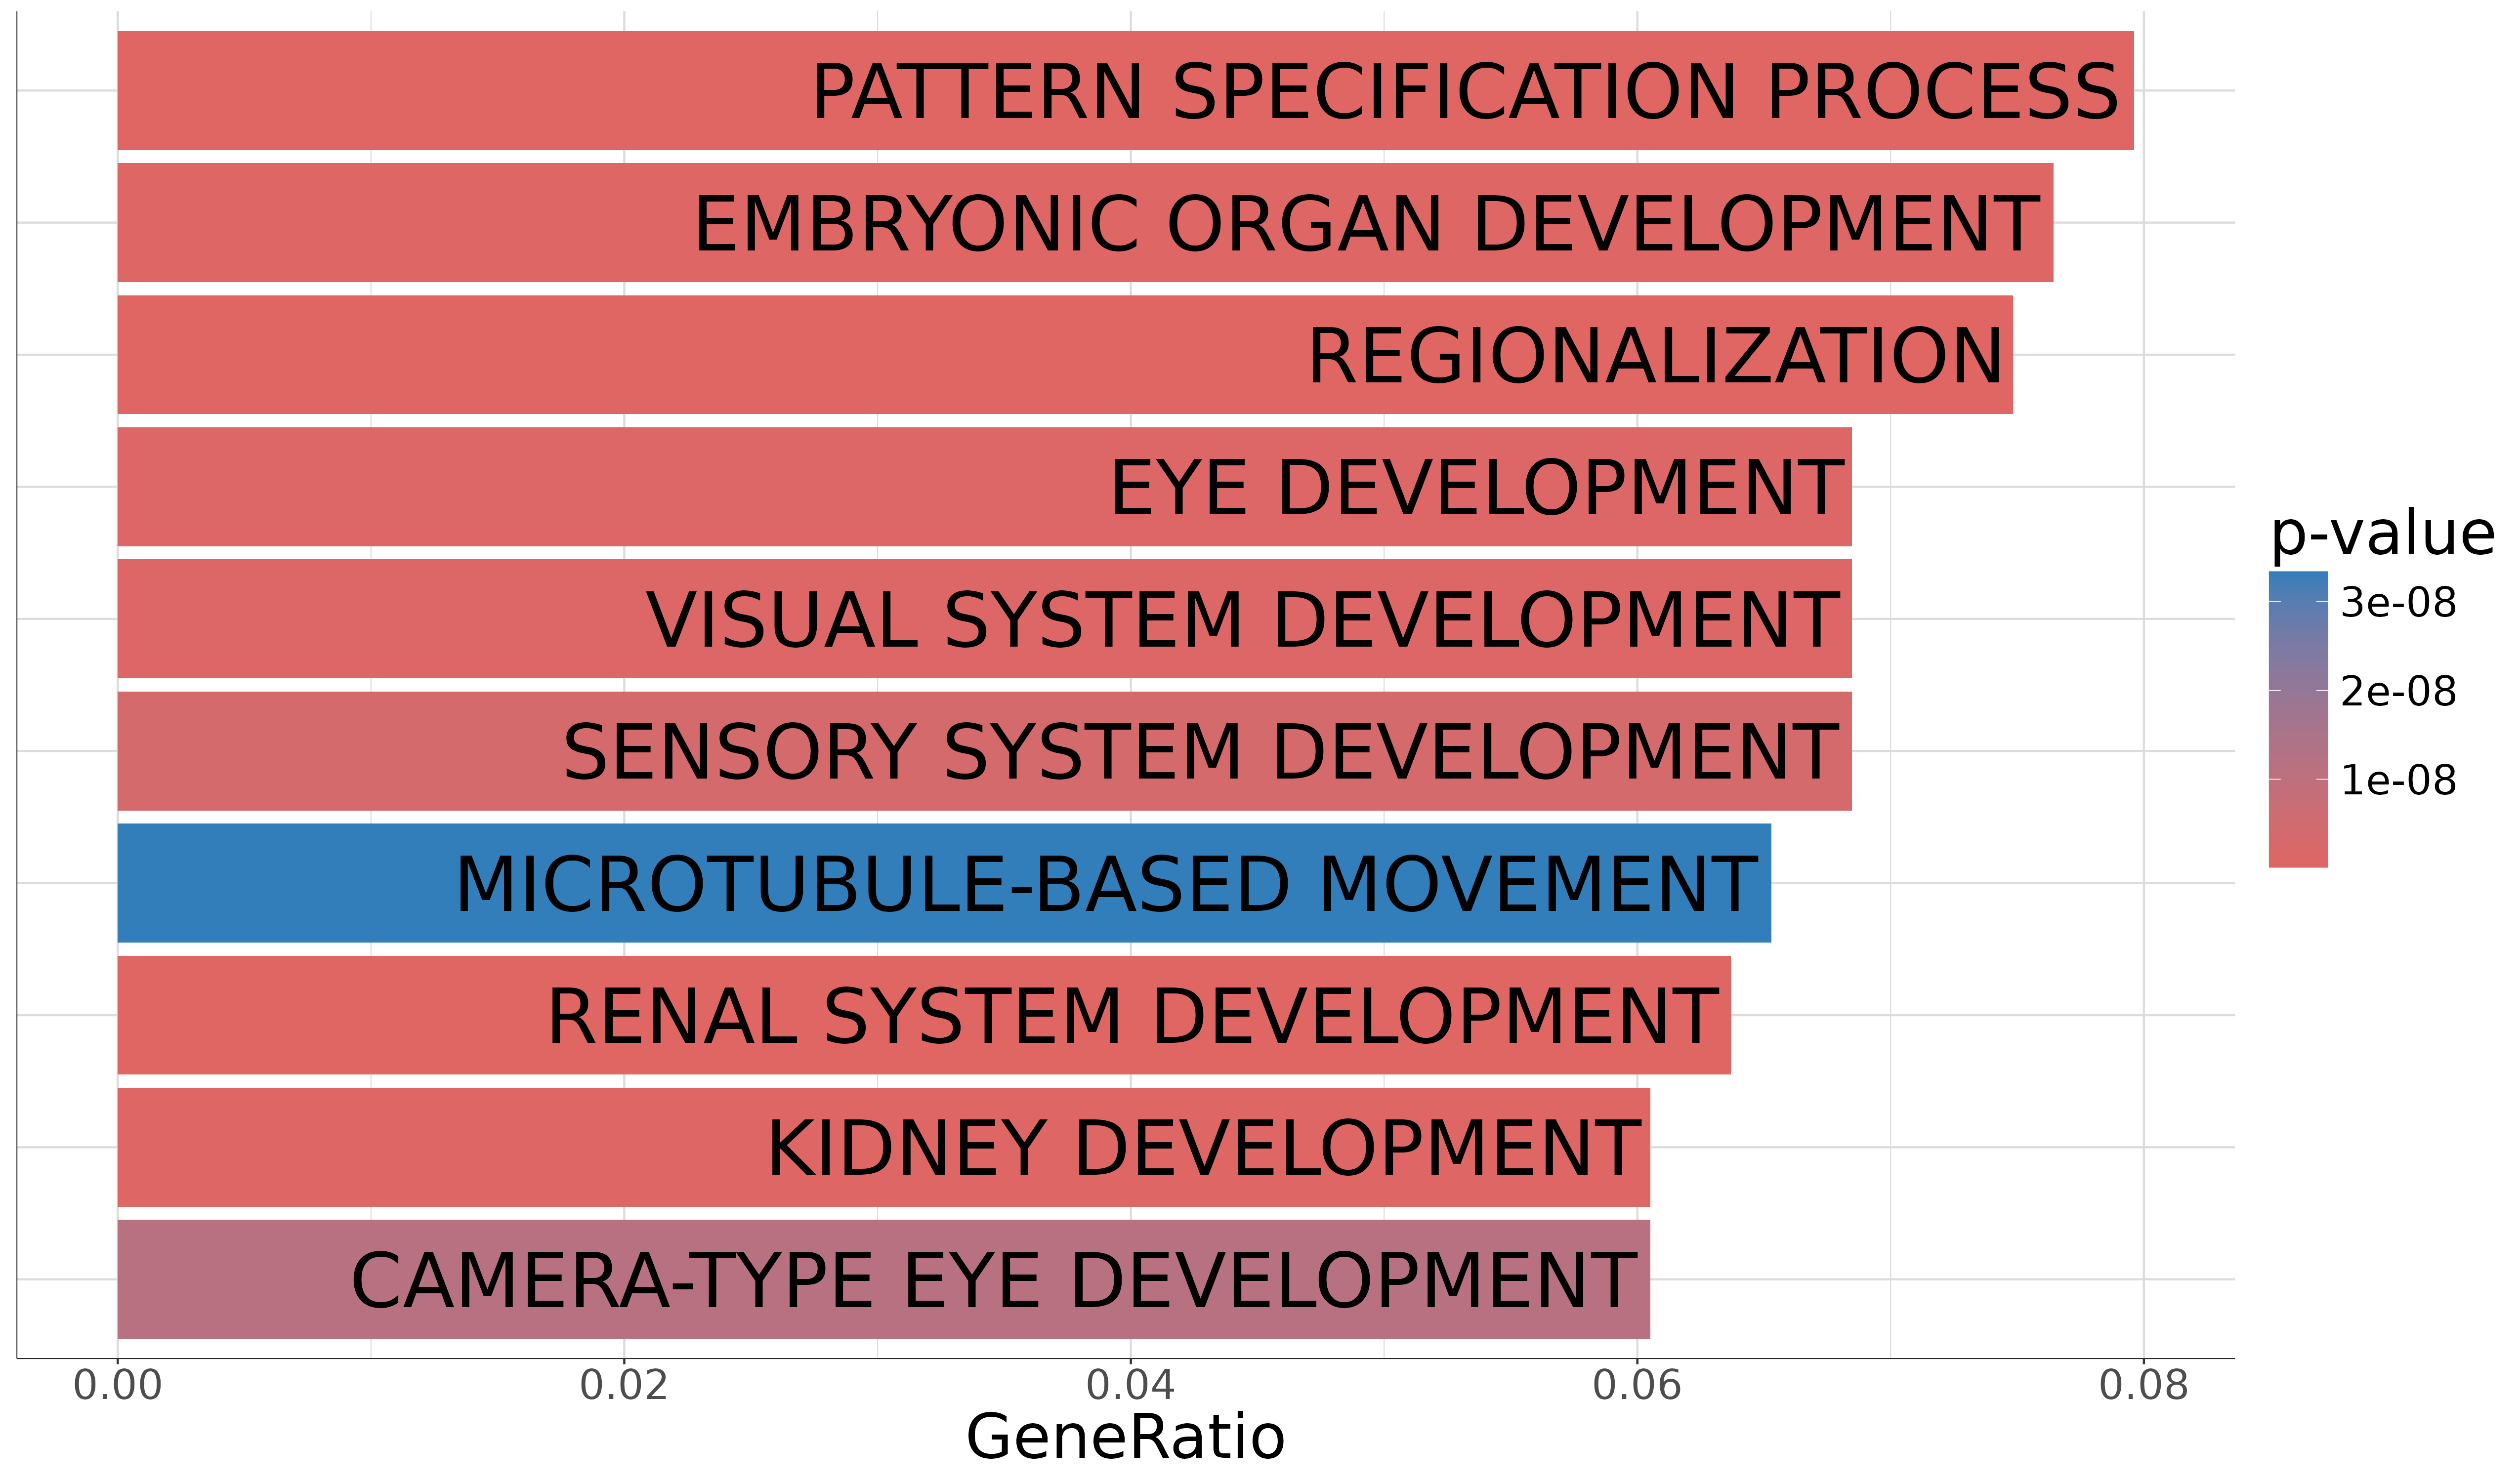 PATTERN SPECIFICATION PROCESS
EMBRYONIC ORGAN DEVELOPMENT
REGIONALIZATION
EYE DEVELOPMENT
VISUAL SYSTEM DEVELOPMENT
SENSORY SYSTEM DEVELOPMENT
MICROTUBULE-BASED MOVEMENT
RENAL SYSTEM DEVELOPMENT
KIDNEY DEVELOPMENT
CAMERA-TYPE EYE DEVELOPMENT
0.00 0.02 0.04 0.06 0.08
GeneRatio
p-value
3e-08
2e-08
1e-08